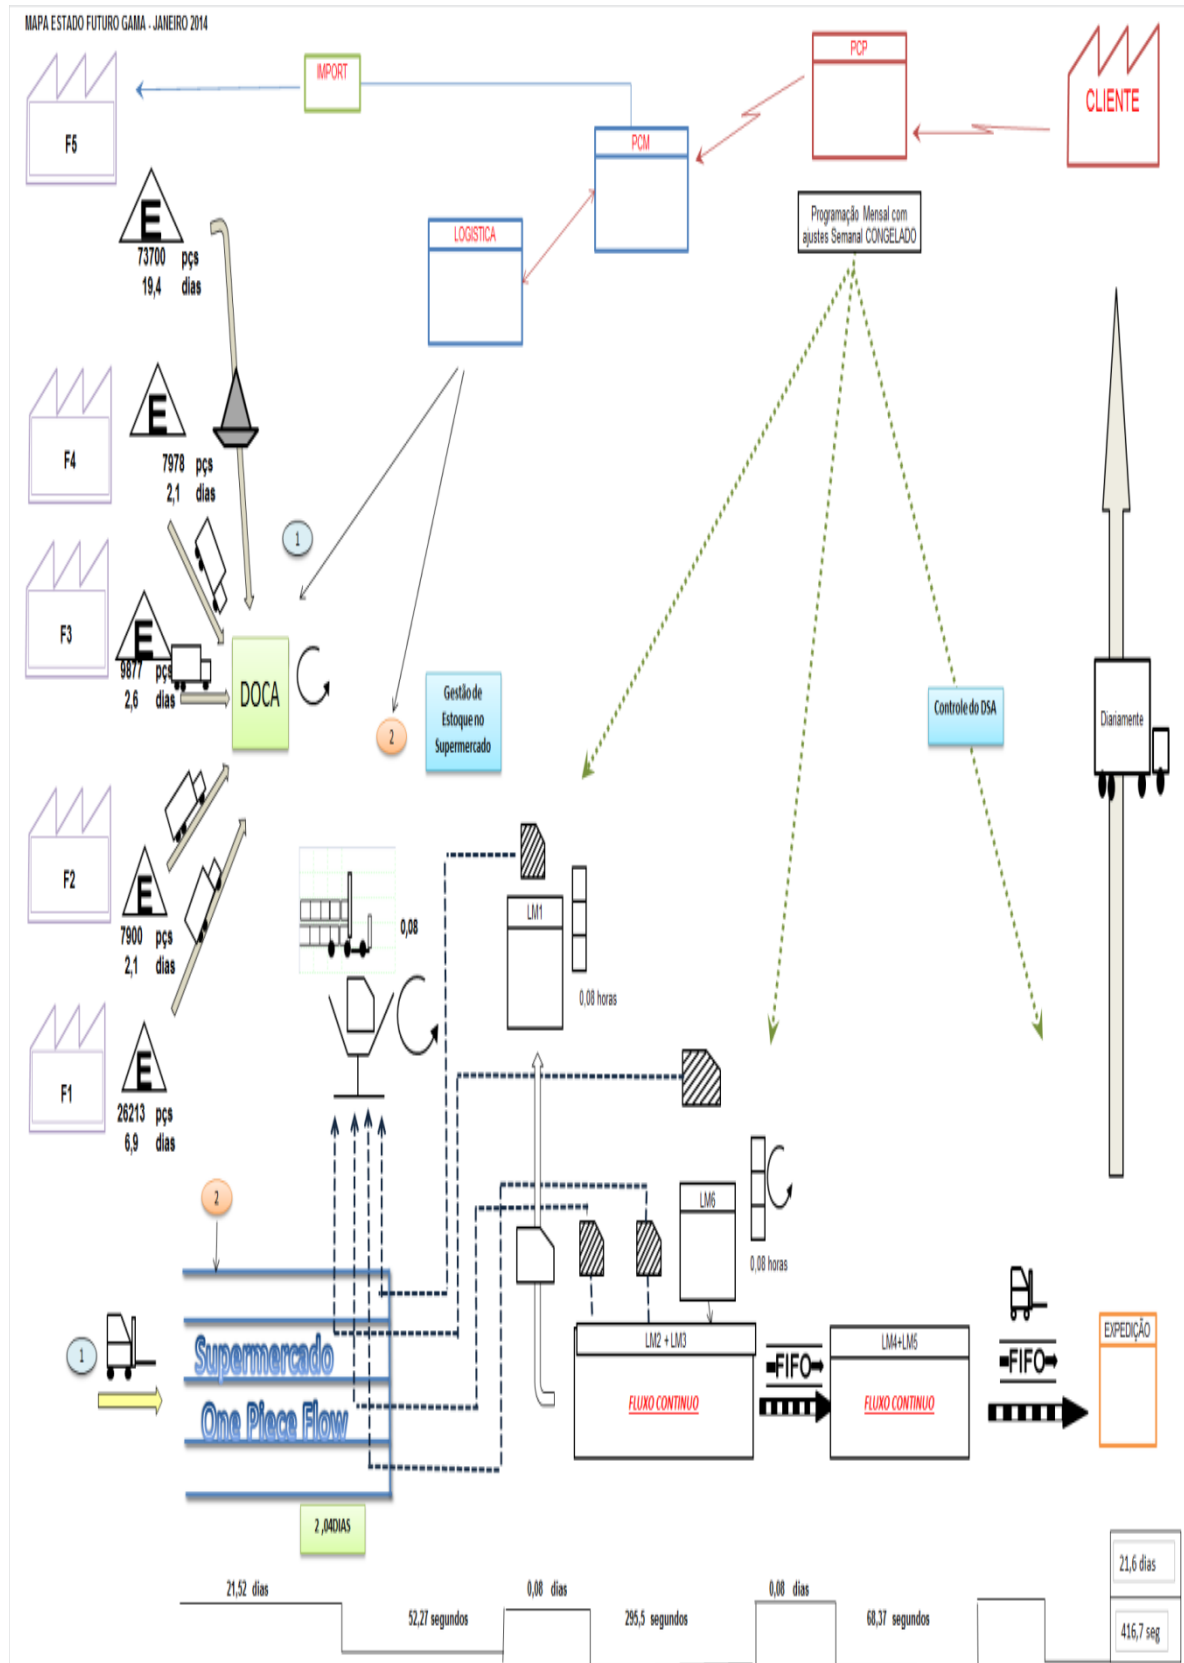 MAPA ESTADO FUTURO GAMA - JANEIRO 2014
F5
IMPORT
PCM
PCP
CLIENTE
E
73700 pçs
19,4 dias
LOGISTICA
Programação Mensal com
ajustes Semanal CONGELADO
F4
E
7978 pçs
2,1 dias
1
F3
E
9877 pçs
2,6 dias
DOCA
2
Gestão de
Estoque no
Supermercado
Controle do DSA
Diariamente
F2
E
7900 pçs
2,1 dias
0,08
LM1
0,08 horas
F1
E
26213 pçs
6,9 dias
2
LM6
0,08 horas
1
Supermercado
One Piece Flow
LM2 + LM3
FLUXO CONTINUO
FIFO
LM4+LM5
FLUXO CONTINUO
FIFO
EXPEDIÇÃO
2 ,04DIAS
21,52 dias
52,27 segundos
0,08 dias
295,5 segundos
0,08 dias
68,37 segundos
21,6 dias
416,7 seg